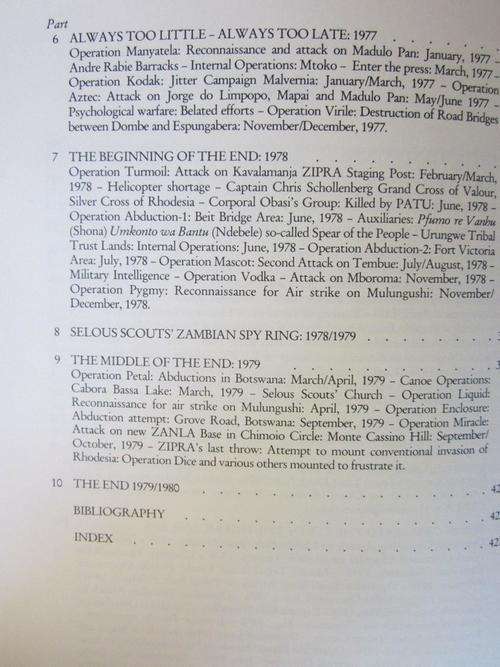 Part
6 ALWAYS TOO LITTLE – ALWAYS TOO LATE: 1977 . . . . . .
Operation Manyatela: Reconnaissance and attack on Madulo Pan: January, 1977 –
Andre Rabie Barracks – Internal Operations: Mtoko – Enter the press: March, 1977 –
Operation Kodak: Jitter Campaign Malvernia: January/March, 1977 – Operation
Aztec: Attack on Jorge do Limpopo, Mapai and Madulo Pan: May/June 1977 –
Psychological warfare: Belated efforts – Operation Virile: Destruction of Road Bridges
between Dombe and Espungabera: November/December, 1977.
7 THE BEGINNING OF THE END: 1978 . . . . . . . . .
Operation Turmoil: Attack on Kavalamanja ZIPRA Staging Post: February/March,
1978 – Helicopter shortage – Captain Chris Schollenberg Grand Cross of Valour,
Silver Cross of Rhodesia – Corporal Obasi's Group: Killed by PATU: June, 1978 –
Operation Abduction-1: Beit Bridge Area: June, 1978 – Auxiliaries: Pfumo re Vanhu
(Shona) Umkonto wa Bantu (Ndebele) so-called Spear of the People – Urungwe Tribal
Trust Lands: Internal Operations: June, 1978 – Operation Abduction-2: Fort Victoria
Area: July, 1978 – Operation Mascot: Second Attack on Tembue: July/August, 1978 –
Military Intelligence – Operation Vodka – Attack on Mboroma: November, 1978 –
Operation Pygmy: Reconnaissance for Air strike on Mulungushi: November/
December, 1978.
8 SELOUS SCOUTS' ZAMBIAN SPY RING: 1978/1979 . . . . . . .
9 THE MIDDLE OF THE END: 1979 . . . . . . . . . .
Operation Petal: Abductions in Botswana: March/April, 1979 – Canoe Operations:
Cabora Bassa Lake: March, 1979 – Selous Scouts' Church – Operation Liquid:
Reconnaissance for air strike on Mulungushi: April, 1979 – Operation Enclosure:
Abduction attempt: Grove Road, Botswana: September, 1979 – Operation Miracle:
Attack on new ZANLA Base in Chimoio Circle: Monte Cassino Hill: September/
October, 1979 – ZIPRA's last throw: Attempt to mount conventional invasion of
Rhodesia: Operation Dice and various others mounted to frustrate it.
10 THE END 1979/1980 . . . . . . . . . . . . . 42
BIBLIOGRAPHY . . . . . . . . . . . . . 42
INDEX . . . . . . . . . . . . . . . . 42